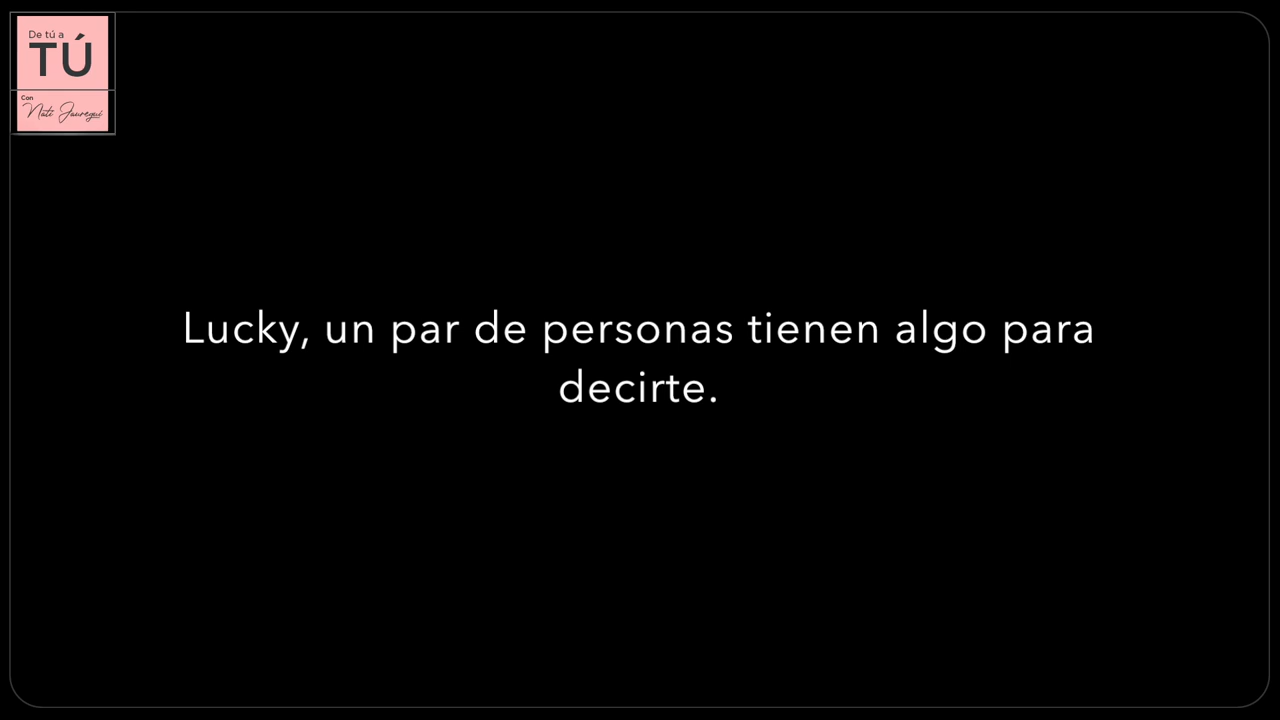 De tú a
TÚ
Con
Nati Jauregui
Lucky, un par de personas tienen algo para
decirte.